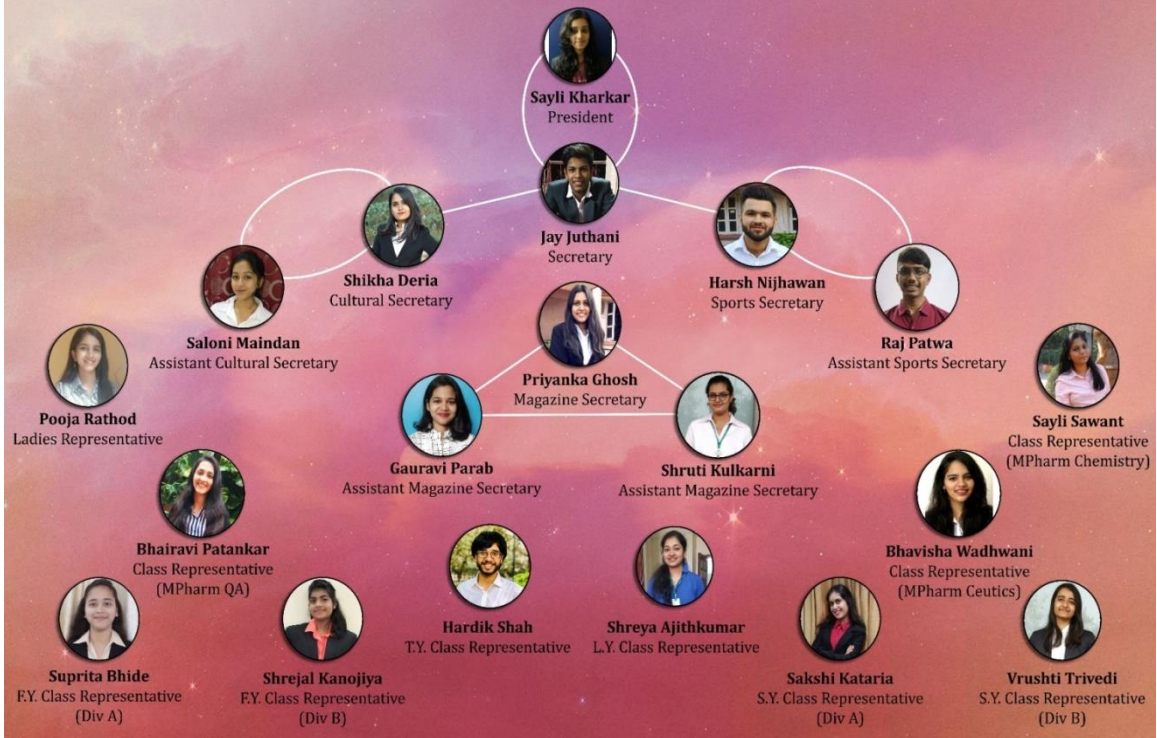 Sayli Kharkar
President
Jay Juthani
Secretary
Shikha Deria
Cultural Secretary
Harsh Nijhawan
Sports Secretary
Saloni Maindan
Assistant Cultural Secretary
Raj Patwa
Assistant Sports Secretary
Priyanka Ghosh
Magazine Secretary
Pooja Rathod
Ladies Representative
Sayli Sawant
Class Representative
(MPharm Chemistry)
Gauravi Parab
Assistant Magazine Secretary
Shruti Kulkarni
Assistant Magazine Secretary
Bhairavi Patankar
Class Representative
(MPharm QA)
Bhavisha Wadhwani
Class Representative
(MPharm Ceutics)
Hardik Shah
T.Y. Class Representative
Shreya Ajithkumar
L.Y. Class Representative
Suprita Bhide
F.Y. Class Representative
(Div A)
Shrejal Kanojiya
F.Y. Class Representative
(Div B)
Sakshi Kataria
S.Y. Class Representative
(Div A)
Vrushti Trivedi
S.Y. Class Representative
(Div B)